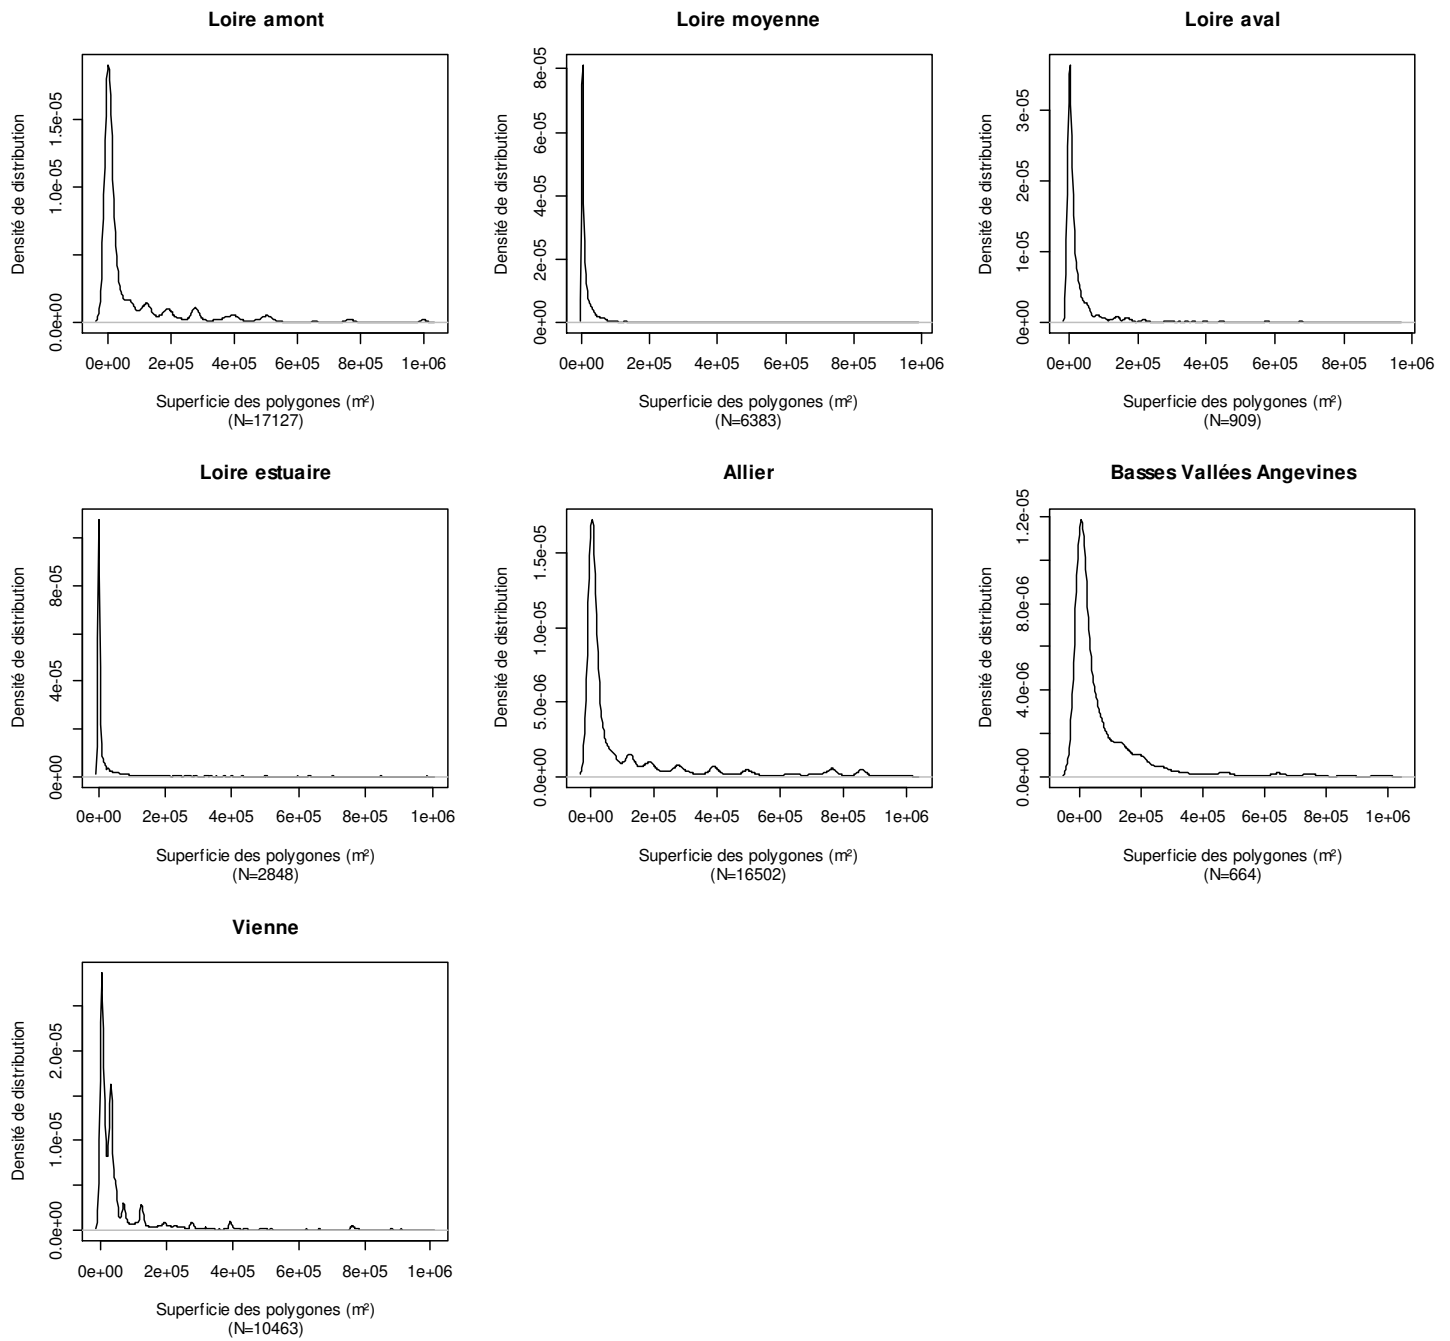 Loire amont
Loire moyenne
Loire aval
Densité de distribution
0.0e+00 1.0e-05 1.5e-05
0e+00 2e+05 4e+05 6e+05 8e+05 1e+06
Superficie des polygones (m²)
(N=17127)
Densité de distribution
0e+00 2e-05 4e-05 6e-05 8e-05
0e+00 2e+05 4e+05 6e+05 8e+05 1e+06
Superficie des polygones (m²)
(N=6383)
Densité de distribution
0e+00 1e-05 2e-05 3e-05
0e+00 2e+05 4e+05 6e+05 8e+05 1e+06
Superficie des polygones (m²)
(N=909)
Loire estuaire
Allier
Basses Vallées Angevines
Densité de distribution
0e+00 4e-05 8e-05
0e+00 2e+05 4e+05 6e+05 8e+05 1e+06
Superficie des polygones (m²)
(N=2848)
Densité de distribution
0.0e+00 5.0e-06 1.0e-05 1.5e-05
0e+00 2e+05 4e+05 6e+05 8e+05 1e+06
Superficie des polygones (m²)
(N=16502)
Densité de distribution
0.0e+00 4.0e-06 8.0e-06 1.2e-05
0e+00 2e+05 4e+05 6e+05 8e+05 1e+06
Superficie des polygones (m²)
(N=664)
Vienne
Densité de distribution
0.0e+00 1.0e-05 2.0e-05
0e+00 2e+05 4e+05 6e+05 8e+05 1e+06
Superficie des polygones (m²)
(N=10463)